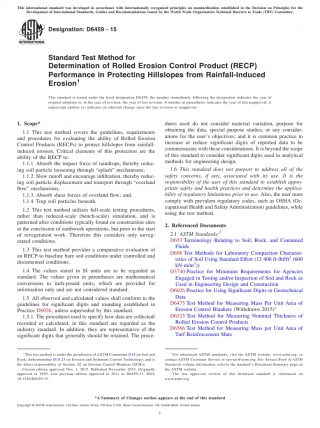 This international standard was developed in accordance with internationally recognized principles on standardization established in the Decision on Principles for the
Development of International Standards, Guides and Recommendations issued by the World Trade Organization Technical Barriers to Trade (TBT) Committee.
Designation: D6459 – 15
Standard Test Method for
Determination of Rolled Erosion Control Product (RECP)
Performance in Protecting Hillslopes from Rainfall-Induced
Erosion1
This standard is issued under the fixed designation D6459; the number immediately following the designation indicates the year of
original adoption or, in the case of revision, the year of last revision. A number in parentheses indicates the year of last reapproval. A
superscript epsilon (ε) indicates an editorial change since the last revision or reapproval.
1. Scope*
1.1 This test method covers the guidelines, requirements
and procedures for evaluating the ability of Rolled Erosion
Control Products (RECPs) to protect hillslopes from rainfall-
induced erosion. Critical elements of this protection are the
ability of the RECP to:
1.1.1 Absorb the impact force of raindrops, thereby reduc-
ing soil particle loosening through “splash” mechanisms;
1.1.2 Slow runoff and encourage infiltration, thereby reduc-
ing soil particle displacement and transport through “overland
flow” mechanisms;
1.1.3 Absorb shear forces of overland flow; and,
1.1.4 Trap soil particles beneath.
1.2 This test method utilizes full-scale testing procedures,
rather than reduced-scale (bench-scale) simulation, and is
patterned after conditions typically found on construction sites
at the conclusion of earthwork operations, but prior to the start
of revegetation work. Therefore this considers only unveg-
etated conditions.
1.3 This test method provides a comparative evaluation of
an RECP to baseline bare soil conditions under controlled and
documented conditions.
1.4 The values stated in SI units are to be regarded as
standard. The values given in parentheses are mathematical
conversions to inch-pound units, which are provided for
information only and are not considered standard.
1.5 All observed and calculated values shall conform to the
guidelines for significant digits and rounding established in
Practice D6026, unless superseded by this standard.
1.5.1 The procedures used to specify how data are collected/
recorded or calculated, in this standard are regarded as the
industry standard. In addition, they are representative of the
significant digits that generally should be retained. The proce-
dures used do not consider material variation, purpose for
obtaining the data, special purpose studies, or any consider-
ations for the user’s objectives; and it is common practice to
increase or reduce significant digits of reported data to be
commensurate with these considerations. It is beyond the scope
of this standard to consider significant digits used in analytical
methods for engineering design.
1.6 This standard does not purport to address all of the
safety concerns, if any, associated with its use. It is the
responsibility of the user of this standard to establish appro-
priate safety and health practices and determine the applica-
bility of regulatory limitations prior to use. Also, the user must
comply with prevalent regulatory codes, such as OSHA (Oc-
cupational Health and Safety Administration) guidelines, while
using the test method.
2. Referenced Documents
2.1 ASTM Standards:2
D653 Terminology Relating to Soil, Rock, and Contained
Fluids
D698 Test Methods for Laboratory Compaction Character-
istics of Soil Using Standard Effort (12 400 ft-lbf/ft3 (600
kN-m/m3))
D3740 Practice for Minimum Requirements for Agencies
Engaged in Testing and/or Inspection of Soil and Rock as
Used in Engineering Design and Construction
D6026 Practice for Using Significant Digits in Geotechnical
Data
D6475 Test Method for Measuring Mass Per Unit Area of
Erosion Control Blankets (Withdrawn 2015)3
D6525 Test Method for Measuring Nominal Thickness of
Rolled Erosion Control Products
D6566 Test Method for Measuring Mass Per Unit Area of
Turf Reinforcement Mats
1 This test method is under the jurisdiction of ASTM Committee D18 on Soil and
Rock, Subcommittee D18.25 on Erosion and Sediment Control Technology; and is
the direct responsibility of Section .02 on Erosion Control Blankets (ECBs).
Current edition approved Nov. 1, 2015. Published November 2015. Originally
approved in 1999. Last previous edition approved in 2011 as D6459–11. DOI:
10.1520/D6459-15.
2 For referenced ASTM standards, visit the ASTM website, www.astm.org, or
contact ASTM Customer Service at service@astm.org. For Annual Book of ASTM
Standards volume information, refer to the standard’s Document Summary page on
the ASTM website.
3 The last approved version of this historical standard is referenced on
www.astm.org.
*A Summary of Changes section appears at the end of this standard
Copyright © ASTM International, 100 Barr Harbor Drive, PO Box C700, West Conshohocken, PA 19428-2959. United States
1